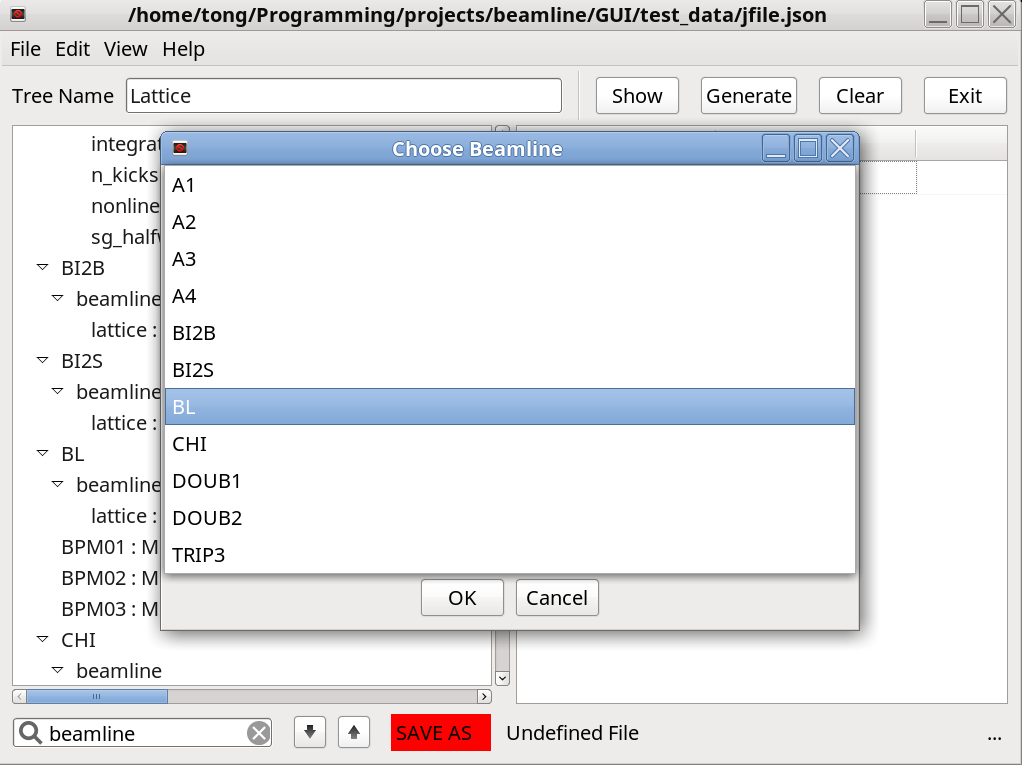 /home/tong/Programming/projects/beamline/GUI/test_data/jfile.json
File Edit View Help
Tree Name Lattice Show Generate Clear Exit
Choose Beamline
A1
A2
A3
A4
BI2B
BI2S
BL
CHI
DOUB1
DOUB2
TRIP3
OK Cancel
integrat
n_kicks
nonline
sg_halfw
BI2B
beamline
lattice :
BI2S
beamline
lattice :
BL
beamline
lattice :
BPM01 : M
BPM02 : M
BPM03 : M
CHI
beamline
beamline SAVE AS Undefined File ...